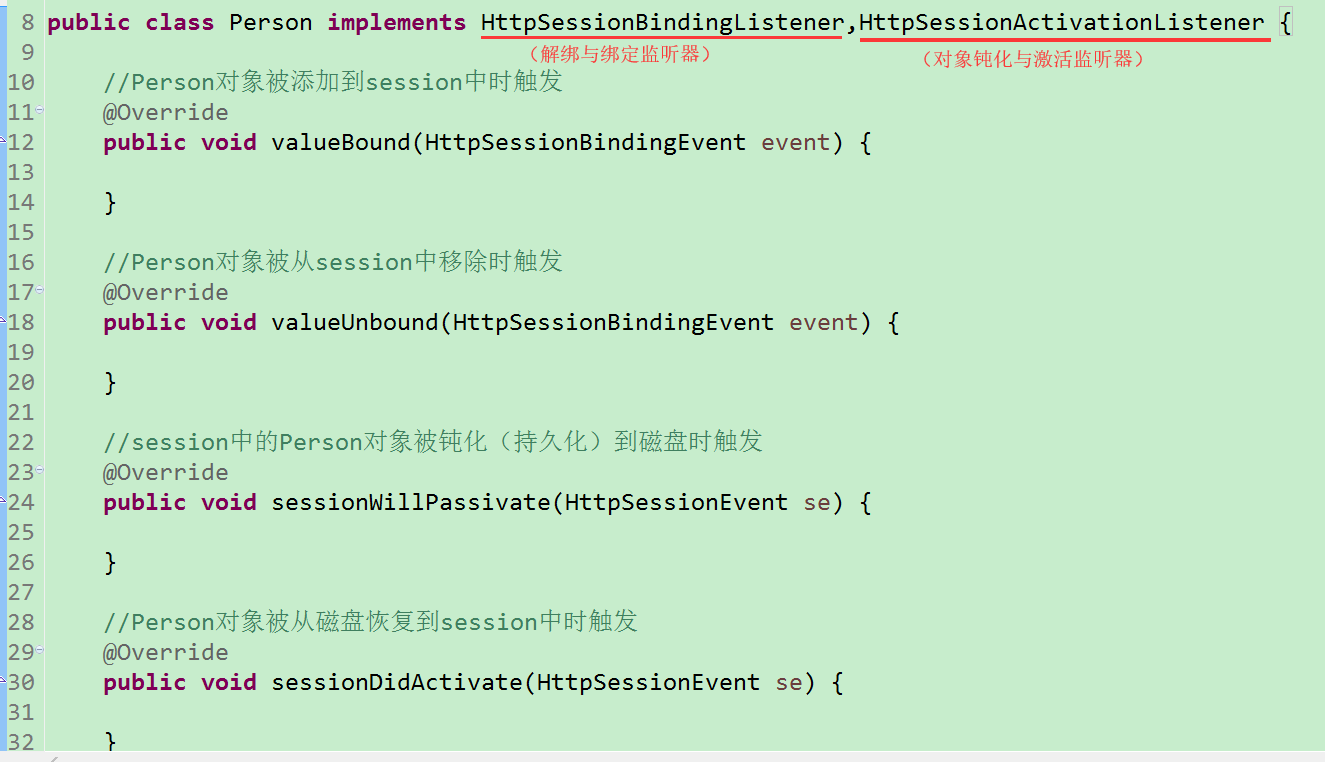 8 public class Person implements HttpSessionBindingListener,HttpSessionActivationListener {
9 （解绑与绑定监听器） （对象钝化与激活监听器）
10 //Person对象被添加到session中时触发
11 @Override
12 public void valueBound(HttpSessionBindingEvent event) {
13
14 }
15
16 //Person对象被从session中移除时触发
17 @Override
18 public void valueUnbound(HttpSessionBindingEvent event) {
19
20 }
21
22 //session中的Person对象被钝化（持久化）到磁盘时触发
23 @Override
24 public void sessionWillPassivate(HttpSessionEvent se) {
25
26 }
27
28 //Person对象被从磁盘恢复到session中时触发
29 @Override
30 public void sessionDidActivate(HttpSessionEvent se) {
31
32 }